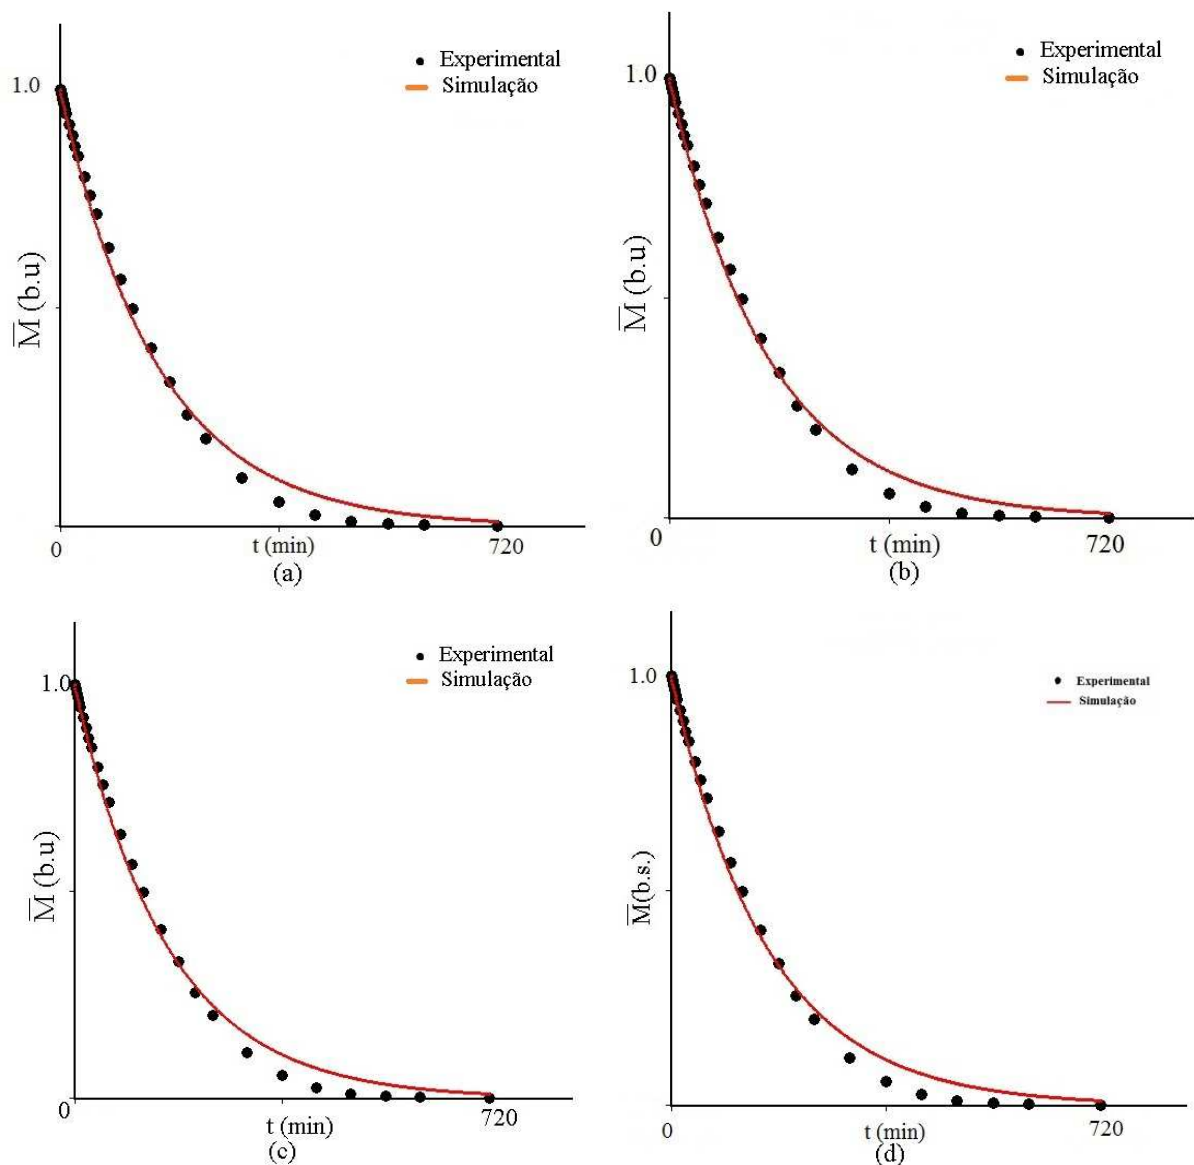 1.0
Experimental
Simulação
M̅ (b.u)
0
t (min)
720
(a)
1.0
Experimental
Simulação
M̅ (b.u)
0
t (min)
720
(b)
1.0
Experimental
Simulação
M̅ (b.u)
0
t (min)
720
(c)
1.0
Experimental
Simulação
M̅(b.s.)
0
t (min)
720
(d)